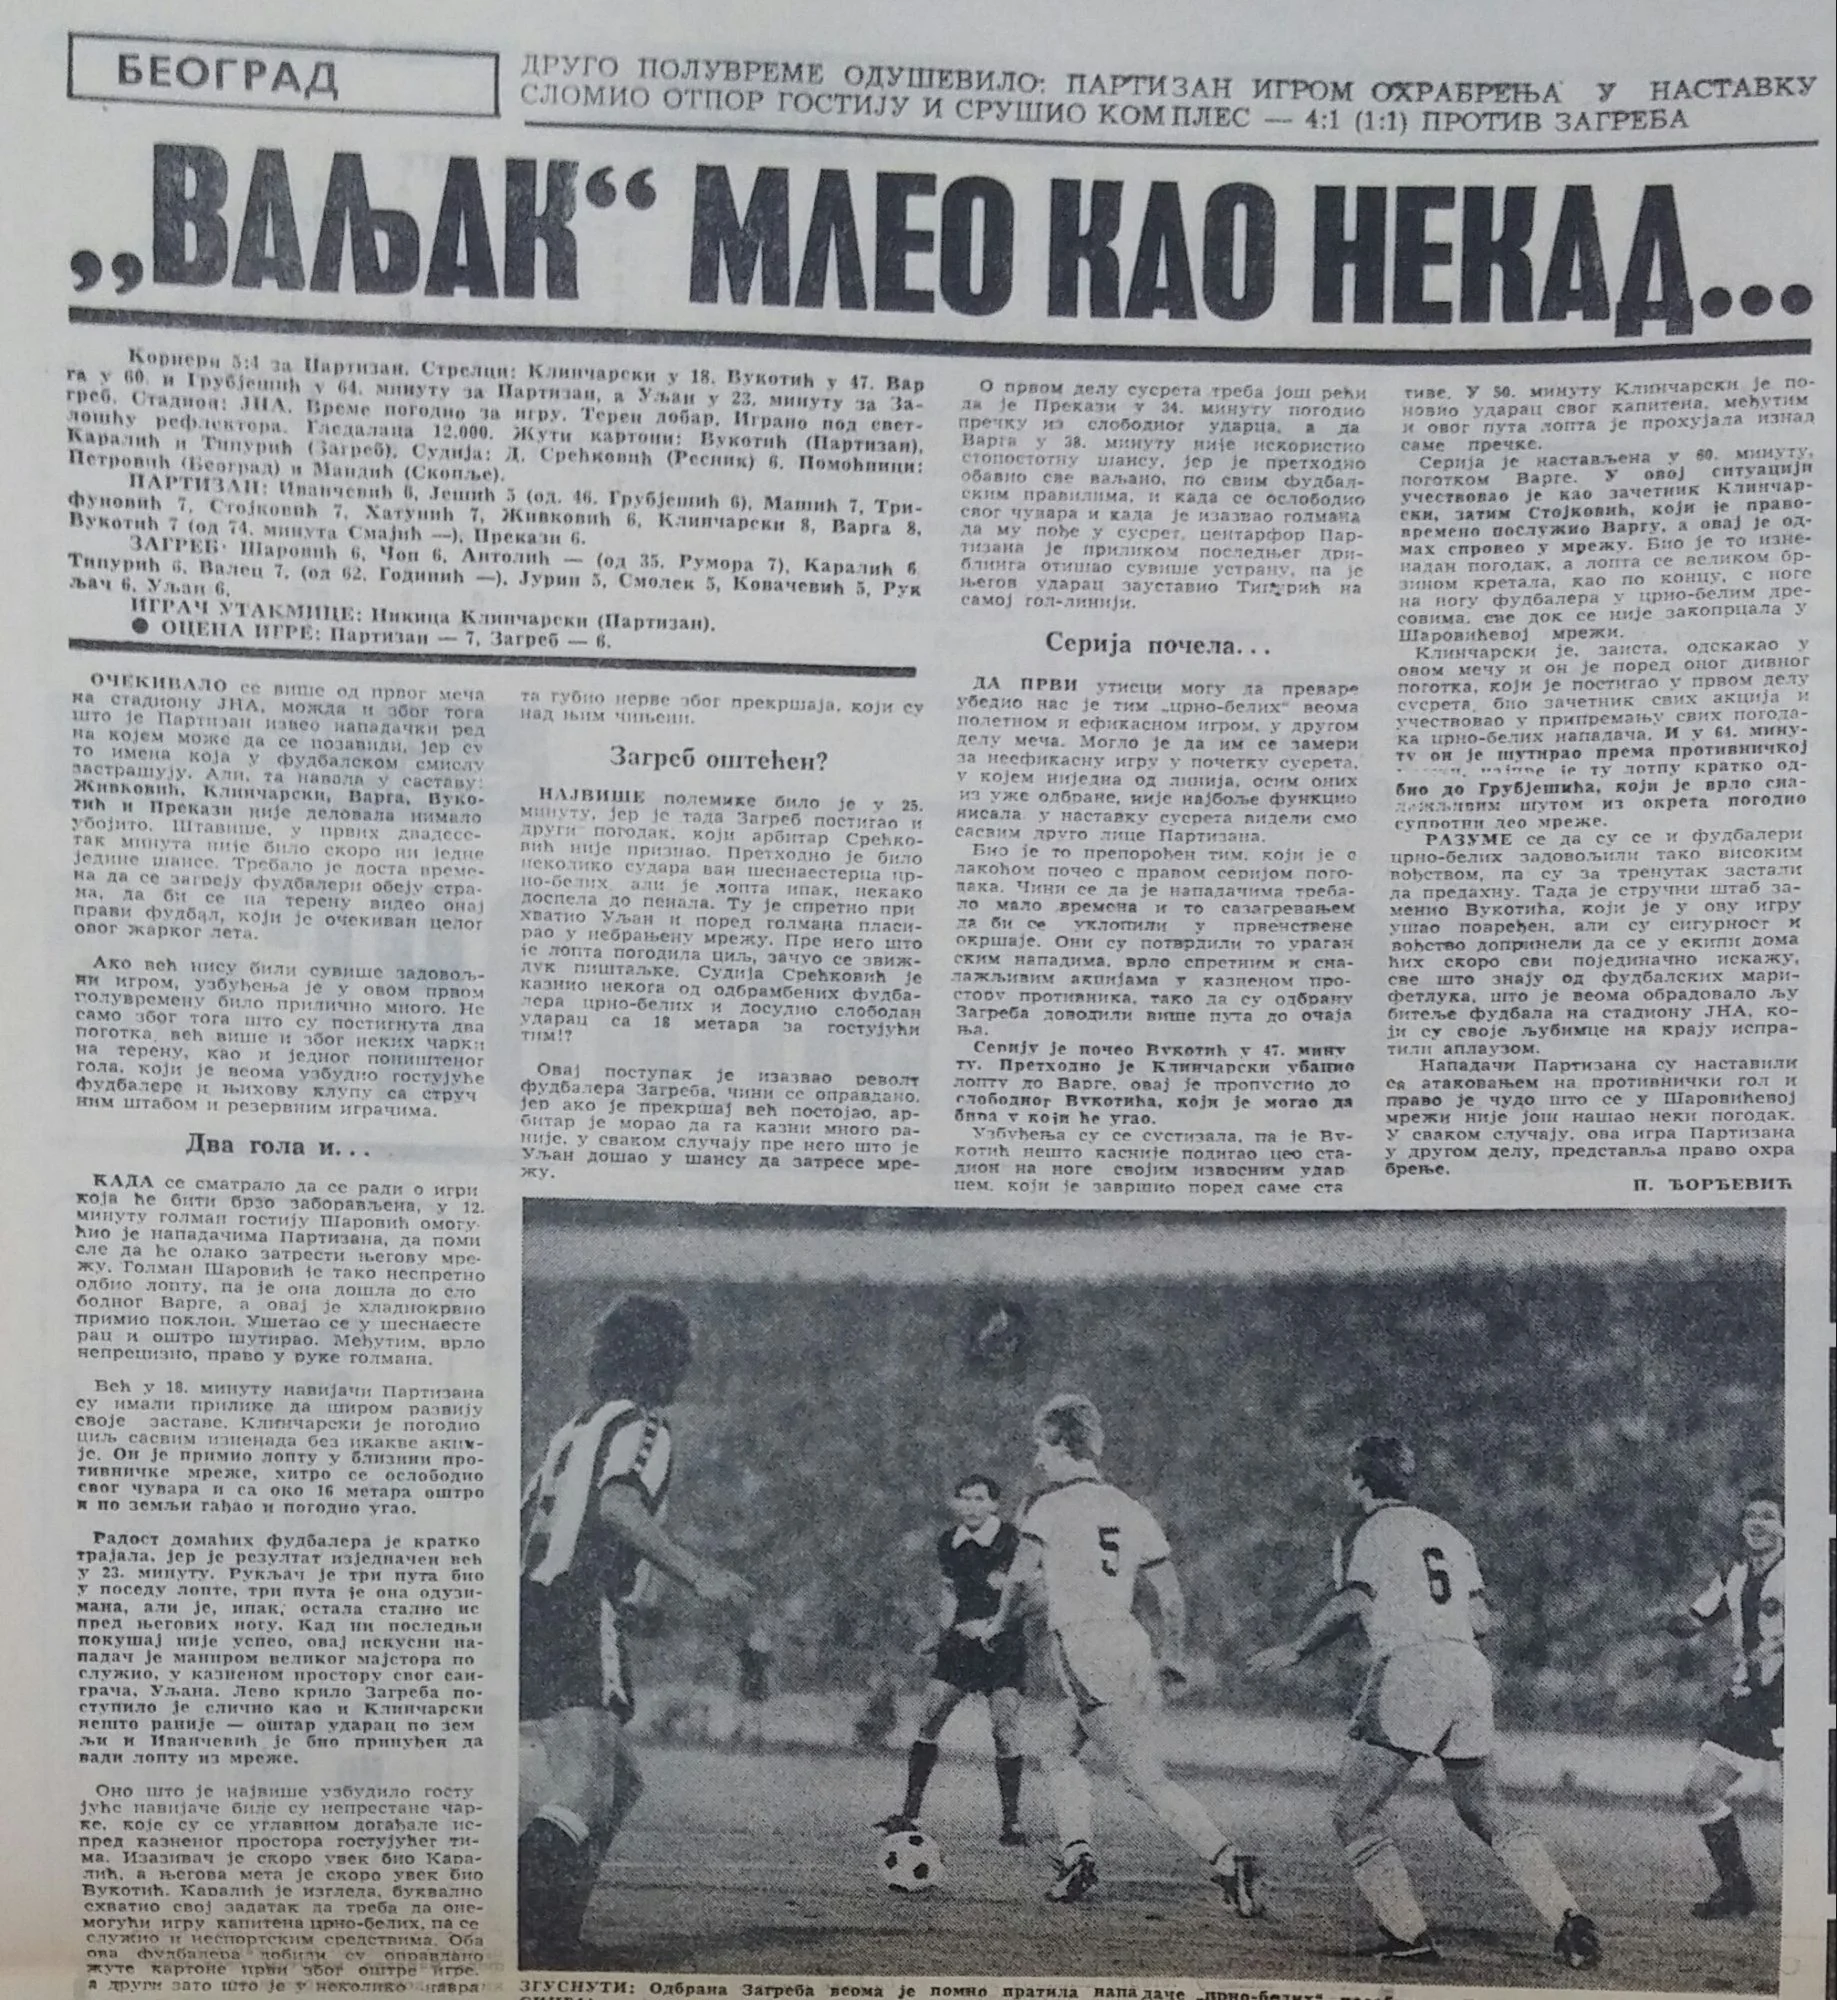 БЕОГРАД
ДРУГО ПОЛУВРЕМЕ ОДУШЕВИЛО: ПАРТИЗАН ИГРОМ ОХРАБРЕЊА У НАСТАВКУ
СЛОМИО ОТПОР ГОСТИЈУ И СРУШИО КОМПЛЕС — 4:1 (1:1) ПРОТИВ ЗАГРЕБА
„ВАЉАК“ МЛЕО КАО НЕКАД...
Корнери 5:4 за Партизан. Стрелци: Клинчарски у 18. Вукотић у 47. Вар
га у 60. и Грубјешић у 64. минуту за Партизан, а Уљан у 23. минуту за За-
греб. Стадион: ЈНА. Време погодно за игру. Терен добар. Играно под свет-
лошћу рефлектора. Гледалаца 12.000. Жути картони: Вукотић (Партизан),
Каралић и Типурић (Загреб). Судија: Д. Срећковић (Ресник) 6. Помоћници:
Петровић (Београд) и Мандић (Скопље).
ПАРТИЗАН: Иванчевић 6, Јешић 5 (од. 46. Грубјешић 6), Машић 7, Три-
фуновић 7, Стојковић 7, Хатунић 7, Живковић 6, Клинчарски 8, Варга 8,
Вукотић 7 (од 74. минута Смајић —), Прекази 6.
ЗАГРЕБ: Шаровић 6, Чоп 6, Антолић — (од 35. Румора 7), Каралић 6
Типурић 6, Валец 7, (од 62. Годинић —), Јурин 5, Смолек 5, Ковачевић 5, Рук
љач 6, Уљан 6.
ИГРАЧ УТАКМИЦЕ: Никица Клинчарски (Партизан).
● ОЦЕНА ИГРЕ: Партизан — 7, Загреб — 6.
ОЧЕКИВАЛО се више од првог меча
на стадиону ЈНА, можда и због тога
што је Партизан извео нападачки ред
на којем може да се позавиди, јер су
то имена која у фудбалском смислу
застрашују. Али, та навала у саставу:
Живковић, Клинчарски, Варга, Вуко-
тић и Прекази није деловала нимало
убојито. Штавише, у првих двадесе-
так минута није било скоро ни једне
једине шансе. Требало је доста време-
на да се загреју фудбалери обеју стра-
на, да би се на терену видео онај
прави фудбал, који је очекиван целог
овог жарког лета.
Ако већ нису били сувише задовољ-
ни игром, узбуђења је у овом првом
полувремену било прилично много. Не
само због тога што су постигнута два
поготка, већ више и због неких чарки
на терену, као и једног поништеног
гола, који је веома узбудио гостујуће
фудбалере и њихову клупу са струч
ним штабом и резервним играчима.
Два гола и...
КАДА се сматрало да се ради о игри
која ће бити брзо заборављена, у 12.
минуту голман гостију Шаровић омогу-
ћио је нападачима Партизана, да поми
сле да ће олако затрести његову мре-
жу. Голман Шаровић је тако неспретно
одбио лопту, па је она дошла до сло
бодног Варге, а овај је хладнокрвно
примио поклон. Ушетао се у шеснаесте
рац и оштро шутирао. Међутим, врло
непрецизно, право у руке голмана.
Већ у 18. минуту навијачи Партизана
су имали прилике да широм развију
своје заставе. Клинчарски је погодио
циљ сасвим изненада без икакве акци-
је. Он је примио лопту у близини про-
тивничке мреже, хитро се ослободио
свог чувара и са око 16 метара оштро
и по земљи гађао и погодио угао.
Радост домаћих фудбалера је кратко
трајала, јер је резултат изједначен већ
у 23. минуту. Рукљач је три пута био
у поседу лопте, три пута је она одузи-
мана, али је, ипак, остала стално ис
пред његових ногу. Кад ни последњи
покушај није успео, овај искусни на-
падач је маниром великог мајстора по
служио, у казненом простору свог саи-
грача, Уљана. Лево крило Загреба по-
ступило је слично као и Клинчарски
нешто раније — оштар ударац по зем
љи и Иванчевић је био принуђен да
вади лопту из мреже.
Оно што је највише узбудило госту
јуће навијаче биле су непрестане чар-
ке, које су се углавном догађале ис-
пред казненог простора гостујућег ти-
ма. Изазивач је скоро увек био Кара-
лић, а његова мета је скоро увек био
Вукотић. Каралић је изгледа, буквално
схватио свој задатак да треба да оне-
могући игру капитена црно-белих, па се
служио и неспортским средствима. Оба
ова фудбалера добили су оправдано
жуте картоне први због оштре игре,
а други зато што је у неколико навра
та губио нерве због прекршаја, који су
над њим чињени.
Загреб оштећен?
НАЈВИШЕ полемике било је у 25.
минуту, јер је тада Загреб постигао и
други погодак, који арбитар Срећко-
вић није признао. Претходно је било
неколико судара ван шеснаестерца цр-
но-белих, али је лопта ипак, некако
доспела до пенала. Ту је спретно при
хватио Уљан и поред голмана пласи-
рао у небрањену мрежу. Пре него што
је лопта погодила циљ, зачуо се звиж-
дук пиштаљке. Судија Срећковић је
казнио некога од одбрамбених фудба-
лера црно-белих и досудио слободан
ударац са 18 метара за гостујући
тим!?
Овај поступак је изазвао револт
фудбалера Загреба, чини се оправдано,
јер ако је прекршај већ постојао, ар-
битар је морао да га казни много ра-
није, у сваком случају пре него што је
Уљан дошао у шансу да затресе мре-
жу.
О првом делу сусрета треба још рећи
да је Прекази у 34. минуту погодио
пречку из слободног ударца, а да
Варга у 38. минуту није искористио
стопостотну шансу, јер је претходно
обавио све ваљано, по свим фудбал-
ским правилима, и када се ослободио
свог чувара и када је изазвао голмана
да му пође у сусрет, центарфор Пар-
тизана је приликом последњег дри-
блинга отишао сувише устрану, па је
његов ударац зауставио Типурић на
самој гол-линији.
Серија почела...
ДА ПРВИ утисци могу да преваре
убедио нас је тим „црно-белих“ веома
полетном и ефикасном игром, у другом
делу меча. Могло је да им се замери
за неефикасну игру у почетку сусрета,
у којем ниједна од линија, осим оних
из уже одбране, није најбоље функцио
нисала, у наставку сусрета видели смо
сасвим друго лице Партизана.
Био је то препорођен тим, који је с
лакоћом почео с правом серијом пого-
дака. Чини се да је нападачима треба-
ло мало времена и то сазагревањем
да би се уклопили у првенствене
окршаје. Они су потврдили то ураган
ским нападима, врло спретним и сна-
лажљивим акцијама у казненом про-
стору противника, тако да су одбрану
Загреба доводили више пута до очаја
ња.
Серију је почео Вукотић у 47. мину
ту. Претходно је Клинчарски убацио
лопту до Варге, овај је пропустио до
слободног Вукотића, који је могао да
бира у који ће угао.
Узбуђења су се сустизала, па је Ву-
котић нешто касније подигао цео ста-
дион на ноге својим изврсним удар
цем, који је завршио поред саме ста
тиве. У 50. минуту Клинчарски је по-
новио ударац свог капитена, међутим
и овог пута лопта је прохујала изнад
саме пречке.
Серија је настављена у 60. минуту,
поготком Варге. У овој ситуацији
учествовао је као зачетник Клинчар-
ски, затим Стојковић, који је право-
времено послужио Варгу, а овај је од-
мах спровео у мрежу. Био је то изне-
надан погодак, а лопта се великом бр-
зином кретала, као по концу, с ноге
на ногу фудбалера у црно-белим дре-
совима, све док се није закопрцала у
Шаровићевој мрежи.
Клинчарски је, заиста, одскакао у
овом мечу и он је поред оног дивног
поготка, који је постигао у првом делу
сусрета, био зачетник свих акција и
учествовао у припремању свих погода-
ка црно-белих нападача. И у 64. мину-
ту он је шутирао према противничкој
најпре је ту лопту кратко од-
био до Грубјешића, који је врло сна-
лажљивим шутом из окрета погодио
супротни део мреже.
РАЗУМЕ се да су се и фудбалери
црно-белих задовољили тако високим
вођством, па су за тренутак застали
да предахну. Тада је стручни штаб за-
менио Вукотића, који је у ову игру
ушао повређен, али су сигурност и
вођство допринели да се у екипи дома
ћих скоро сви појединачно искажу,
све што знају од фудбалских мари-
фетлука, што је веома обрадовало љу
битеље фудбала на стадиону ЈНА, ко-
ји су своје љубимце на крају испра-
тили аплаузом.
Нападачи Партизана су наставили
са атаковањем на противнички гол и
право је чудо што се у Шаровићевој
мрежи није још нашао неки погодак.
У сваком случају, ова игра Партизана
у другом делу, представља право охра
брење.
П. ЂОРЂЕВИЋ
5
6
ЗГУСНУТИ: Одбрана Загреба веома је помно пратила нападаче „црно-белих“